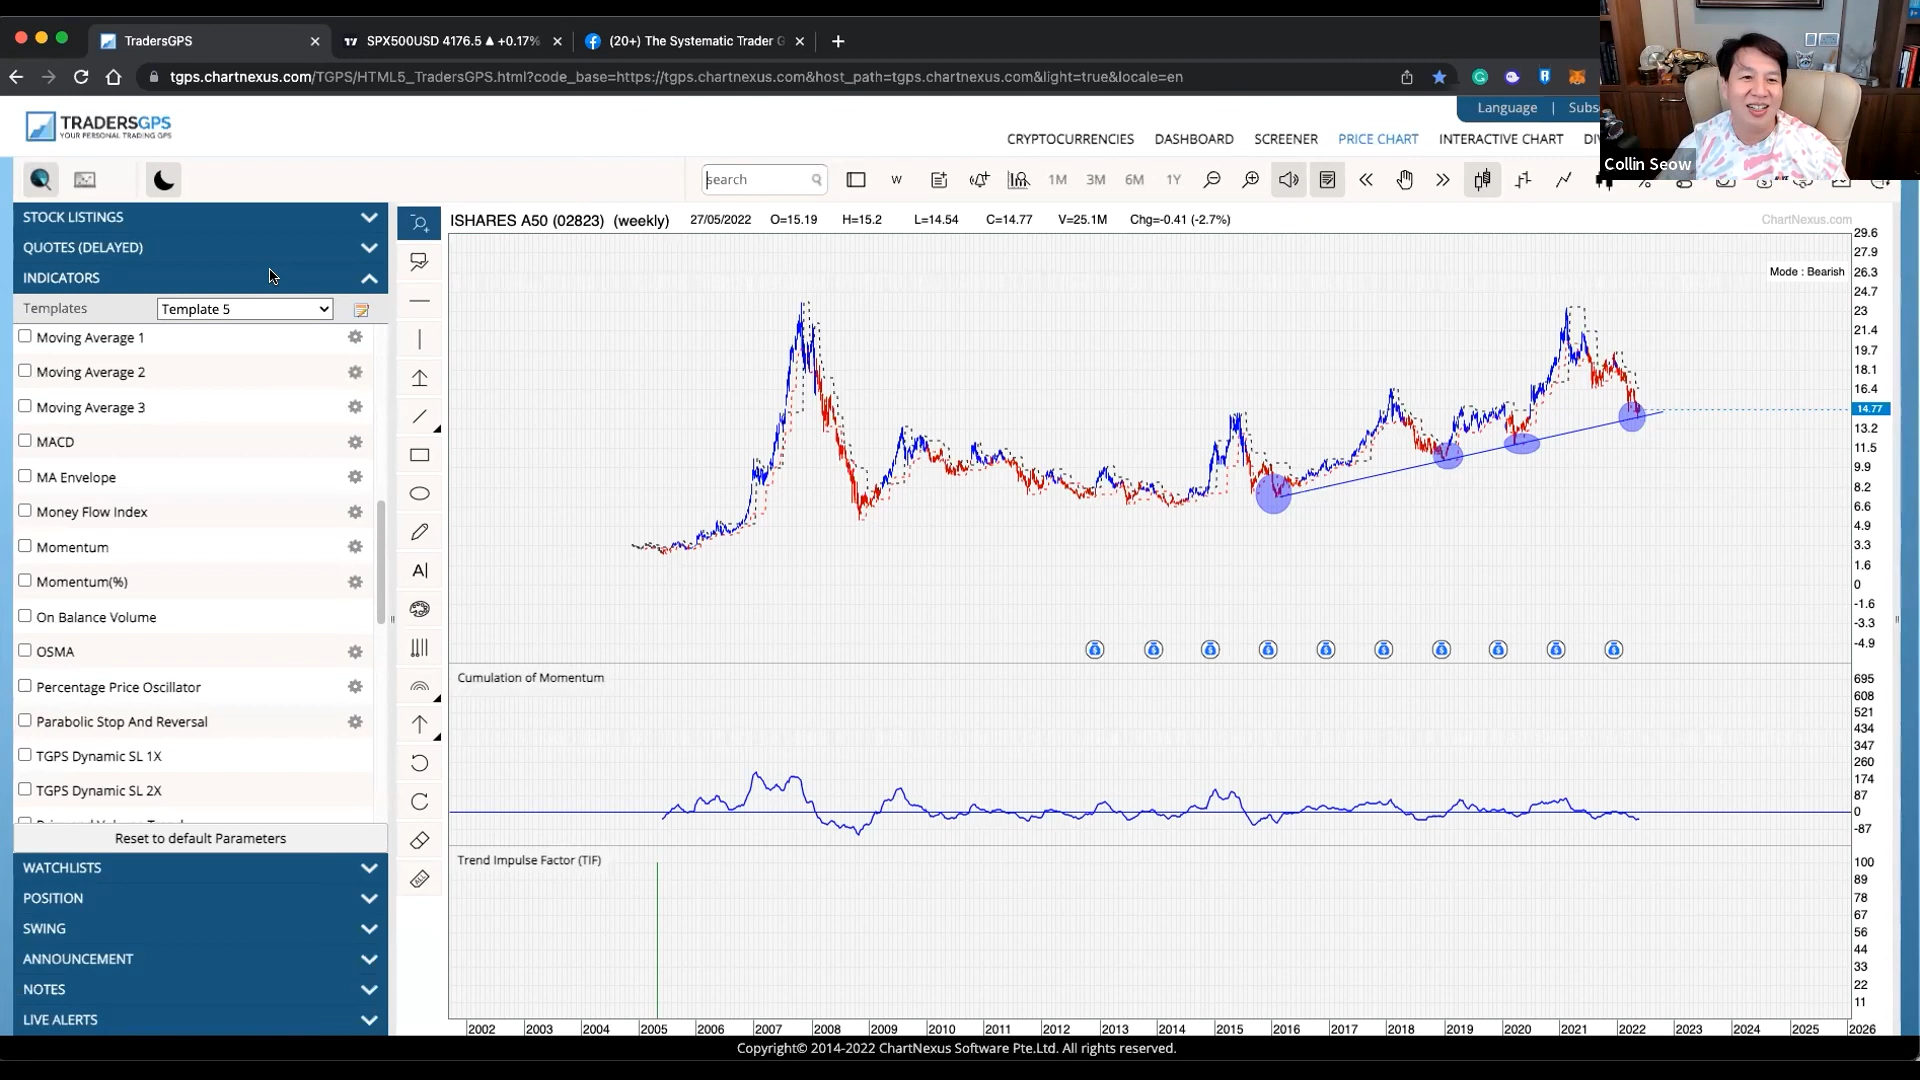 TradersGPS
SPX500USD 4176.5 ▲ +0.17%
(20+) The Systematic Trader G
tgps.chartnexus.com/TGPS/HTML5_TradersGPS.html?code_base=https://tgps.chartnexus.com&host_path=tgps.chartnexus.com&light=true&locale=en
Language | Subs
TRADERSGPS
YOUR PERSONAL TRADING GPS
CRYPTOCURRENCIES DASHBOARD SCREENER PRICE CHART INTERACTIVE CHART DI
Collin Seow
search W 1M 3M 6M 1Y
STOCK LISTINGS
QUOTES (DELAYED)
INDICATORS
Templates Template 5
Moving Average 1
Moving Average 2
Moving Average 3
MACD
MA Envelope
Money Flow Index
Momentum
Momentum(%)
On Balance Volume
OSMA
Percentage Price Oscillator
Parabolic Stop And Reversal
TGPS Dynamic SL 1X
TGPS Dynamic SL 2X
Reset to default Parameters
WATCHLISTS
POSITION
SWING
ANNOUNCEMENT
NOTES
LIVE ALERTS
A
ALL
ISHARES A50 (02823) (weekly) 27/05/2022 O=15.19 H=15.2 L=14.54 C=14.77 V=25.1M Chg=-0.41 (-2.7%)
ChartNexus.com
Mode : Bearish
29.6
27.9
26.3
24.7
23
21.4
19.7
18.1
16.4
14.77
13.2
11.5
9.9
8.2
6.6
4.9
3.3
1.6
0
-1.6
-3.3
-4.9
Cumulation of Momentum
695
608
521
434
347
260
174
87
0
-87
Trend Impulse Factor (TIF)
100
89
78
67
56
44
33
22
11
2002 2003 2004 2005 2006 2007 2008 2009 2010 2011 2012 2013 2014 2015 2016 2017 2018 2019 2020 2021 2022 2023 2024 2025 2026
Copyright© 2014-2022 ChartNexus Software Pte.Ltd. All rights reserved.